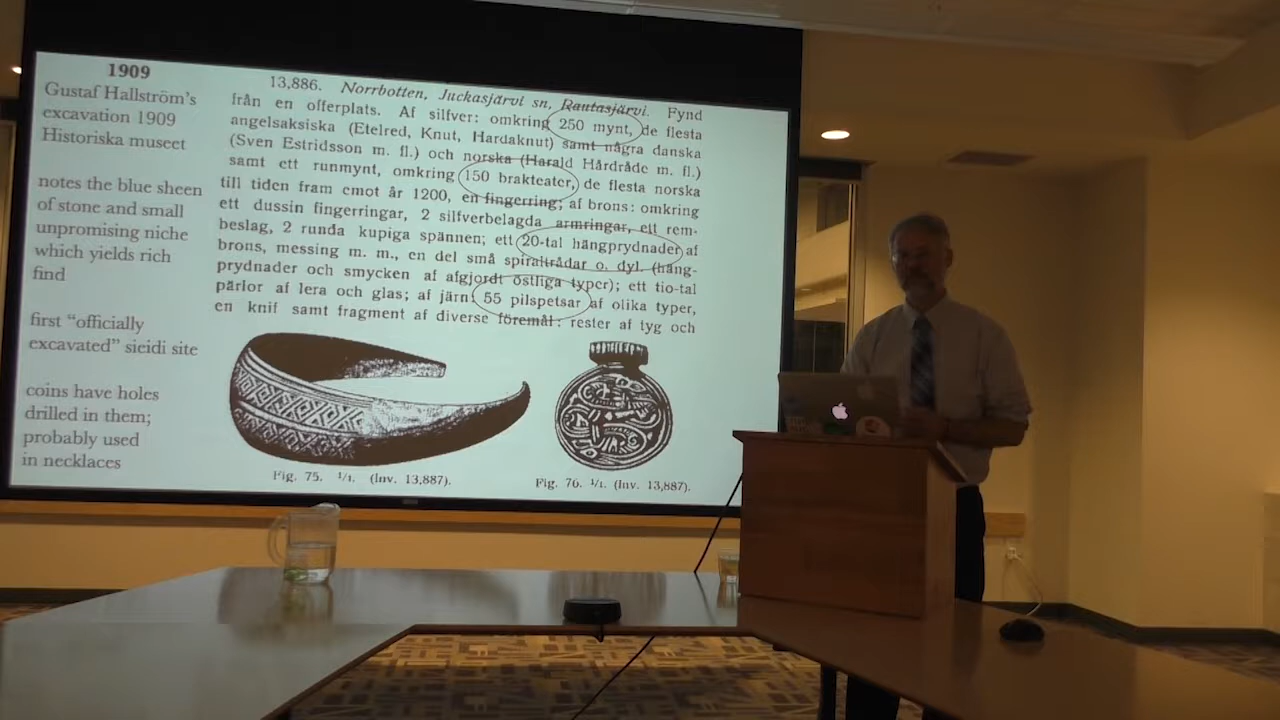 1909
Gustaf Hallström's
excavation 1909
Historiska museet
notes the blue sheen
of stone and small
unpromising niche
which yields rich
find
first “officially
excavated” sieidi site
coins have holes
drilled in them;
probably used
in necklaces
13,886. Norrbotten, Juckasjärvi sn, Rautasjärvi. Fynd
från en offerplats. Af silfver: omkring 250 mynt, de flesta
angelsaksiska (Etelred, Knut, Hardaknut) samt några danska
(Sven Estridsson m. fl.) och norska (Harald Hårdråde m. fl.)
samt ett runmynt, omkring 150 brakteater, de flesta norska
till tiden fram emot år 1200, en fingerring; af brons: omkring
ett dussin fingerringar, 2 silfverbelagda armringar, ett rem-
beslag, 2 runda kupiga spännen; ett 20-tal hängprydnader af
brons, messing m. m., en del små spiraltrådar o. dyl. (häng-
prydnader och smycken af afgjordt östliga typer); ett tio-tal
pärlor af lera och glas; af järn: 55 pilspetsar af olika typer,
en knif samt fragment af diverse föremål: rester af tyg och
Fig. 75. 1/1. (Inv. 13,887).
Fig. 76. 1/1. (Inv. 13,887).